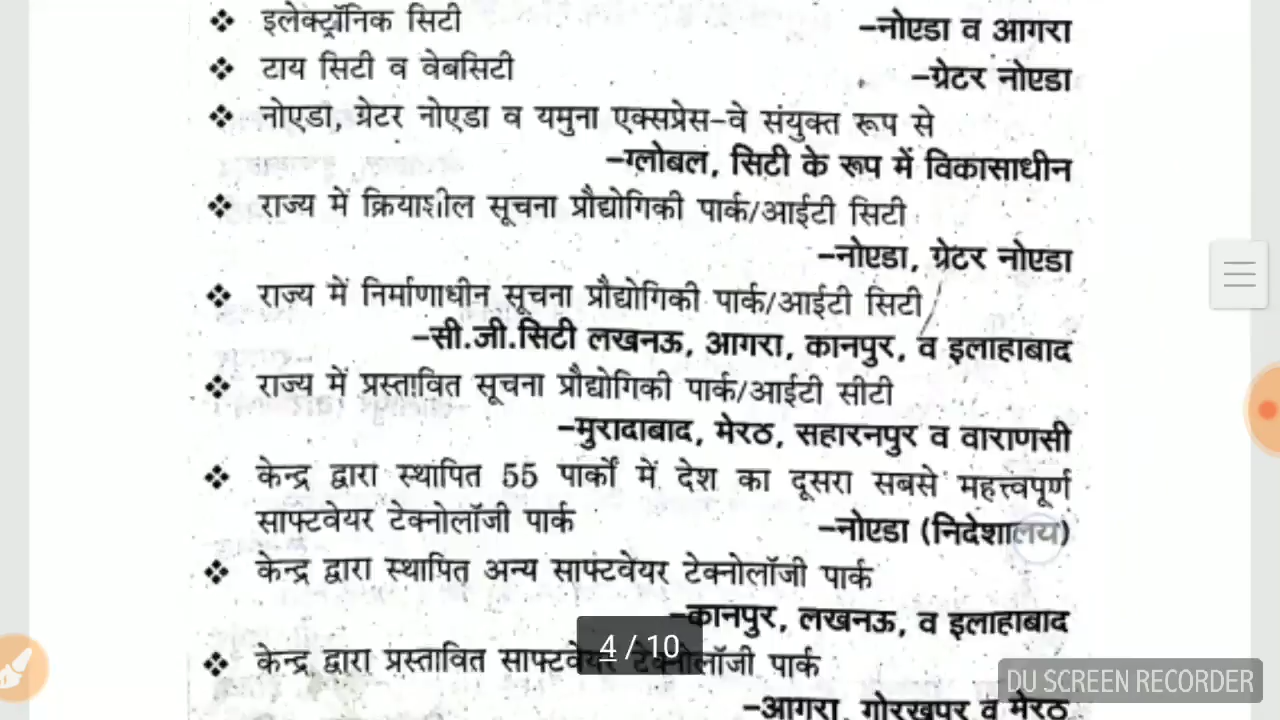 ❖ इलेक्ट्रॉनिक सिटी
–नोएडा व आगरा
❖ टाय सिटी व वेबसिटी
–ग्रेटर नोएडा
❖ नोएडा, ग्रेटर नोएडा व यमुना एक्सप्रेस-वे संयुक्त रूप से
–ग्लोबल, सिटी के रूप में विकासाधीन
❖ राज्य में क्रियाशील सूचना प्रौद्योगिकी पार्क/आईटी सिटी
–नोएडा, ग्रेटर नोएडा
❖ राज्य में निर्माणाधीन सूचना प्रौद्योगिकी पार्क/आईटी सिटी
–सी.जी.सिटी लखनऊ, आगरा, कानपुर, व इलाहाबाद
❖ राज्य में प्रस्तावित सूचना प्रौद्योगिकी पार्क/आईटी सीटी
–मुरादाबाद, मेरठ, सहारनपुर व वाराणसी
❖ केन्द्र द्वारा स्थापित 55 पार्कों में देश का दूसरा सबसे महत्त्वपूर्ण
साफ्टवेयर टेक्नोलॉजी पार्क –नोएडा (निदेशालय)
❖ केन्द्र द्वारा स्थापित अन्य साफ्टवेयर टेक्नोलॉजी पार्क
–कानपुर, लखनऊ, व इलाहाबाद
4 / 10
❖ केन्द्र द्वारा प्रस्तावित साफ्टवेयर टेक्नोलॉजी पार्क
DU SCREEN RECORDER
–आगरा, गोरखपुर व मेरठ